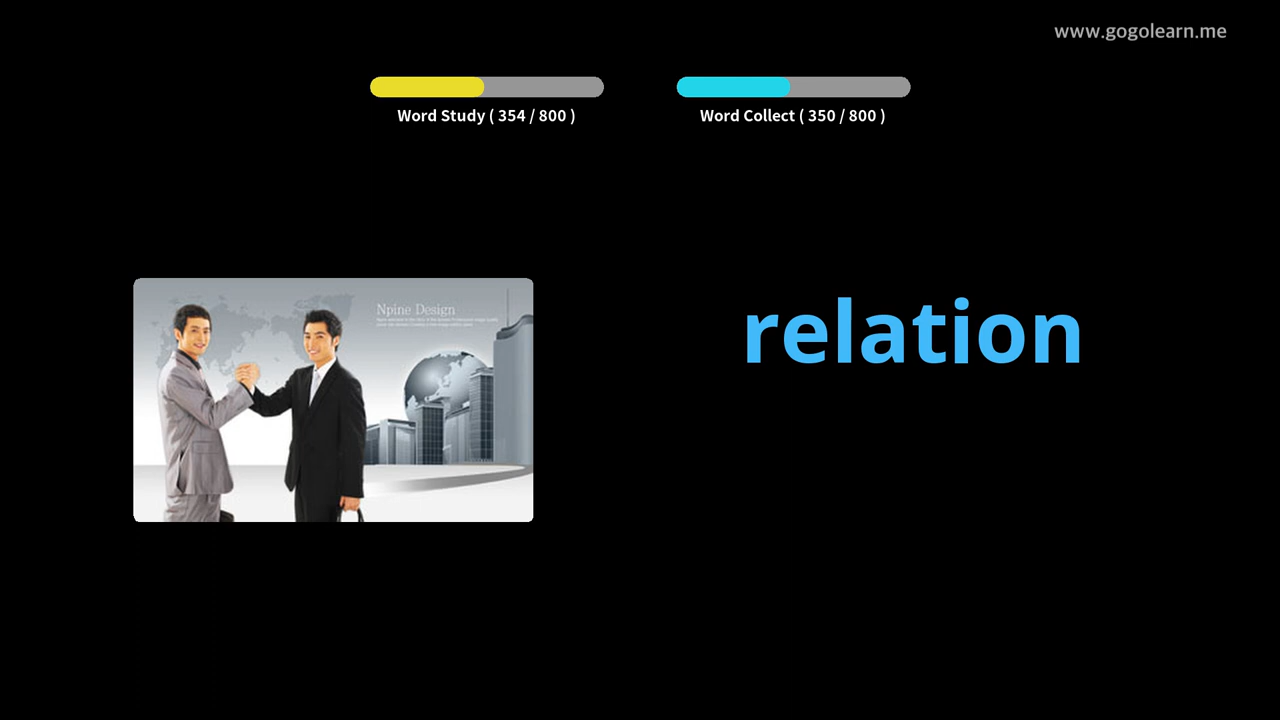 www.gogolearn.me
Word Study ( 354 / 800 )
Word Collect ( 350 / 800 )
Npine Design
relation